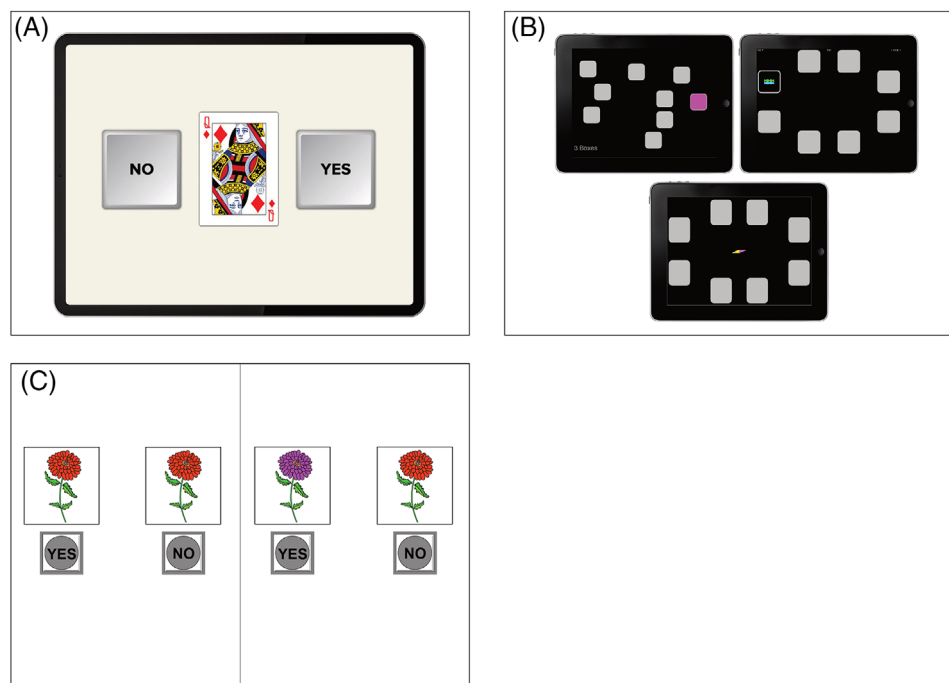 (A)
NO
Q
YES
Q
(B)
3 Boxes
(C)
YES
NO
YES
NO